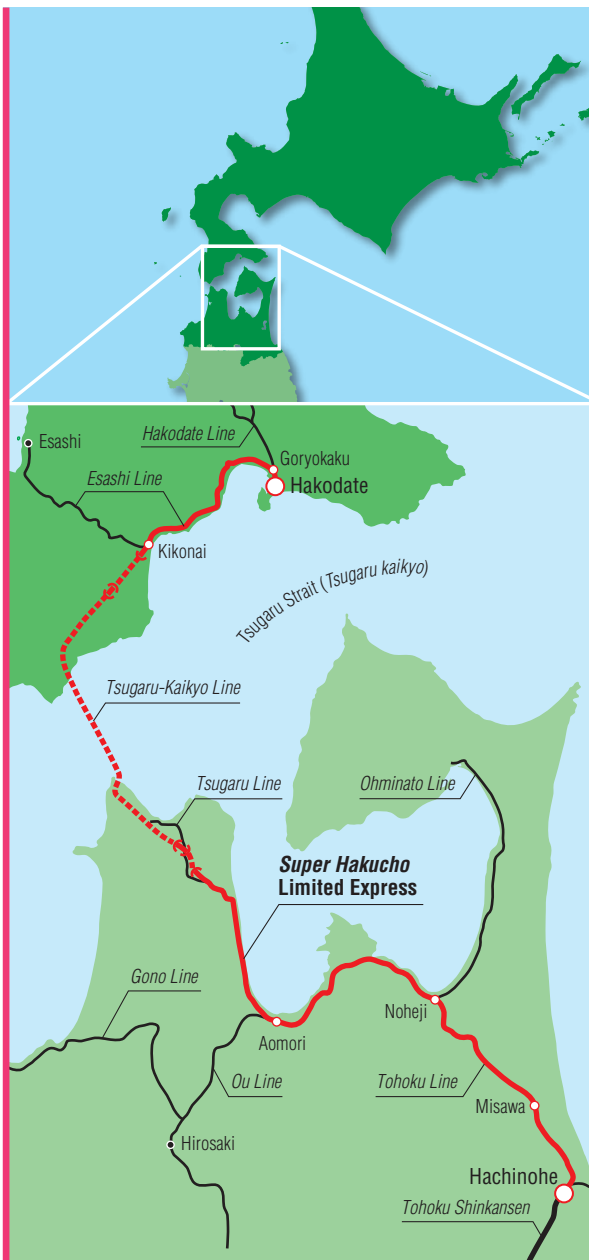 Hakodate Line
Esashi
Goryokaku
Esashi Line
Hakodate
Kikonai
Tsugaru Strait (Tsugaru kaikyo)
Tsugaru-Kaikyo Line
Tsugaru Line
Ohminato Line
Super Hakucho
Limited Express
Gono Line
Noheji
Aomori
Ou Line
Tohoku Line
Misawa
Hirosaki
Hachinohe
Tohoku Shinkansen